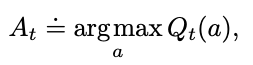 A_t ≐ argmax_a Q_t(a),